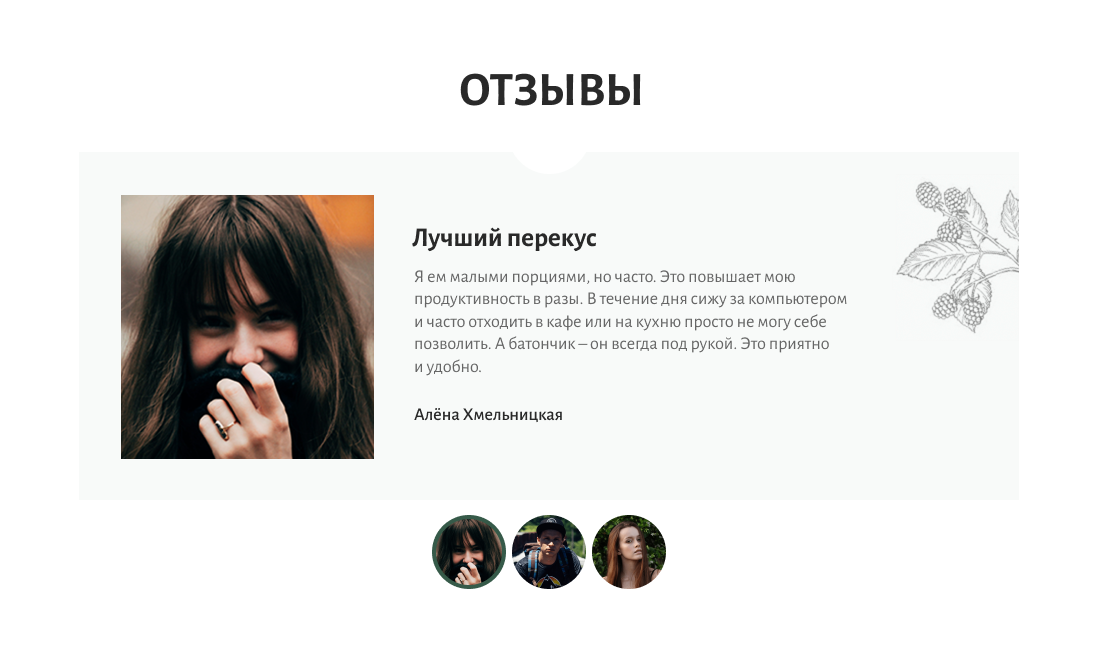 ОТЗЫВЫ
Лучший перекус
Я ем малыми порциями, но часто. Это повышает мою
продуктивность в разы. В течение дня сижу за компьютером
и часто отходить в кафе или на кухню просто не могу себе
позволить. А батончик – он всегда под рукой. Это приятно
и удобно.
Алёна Хмельницкая